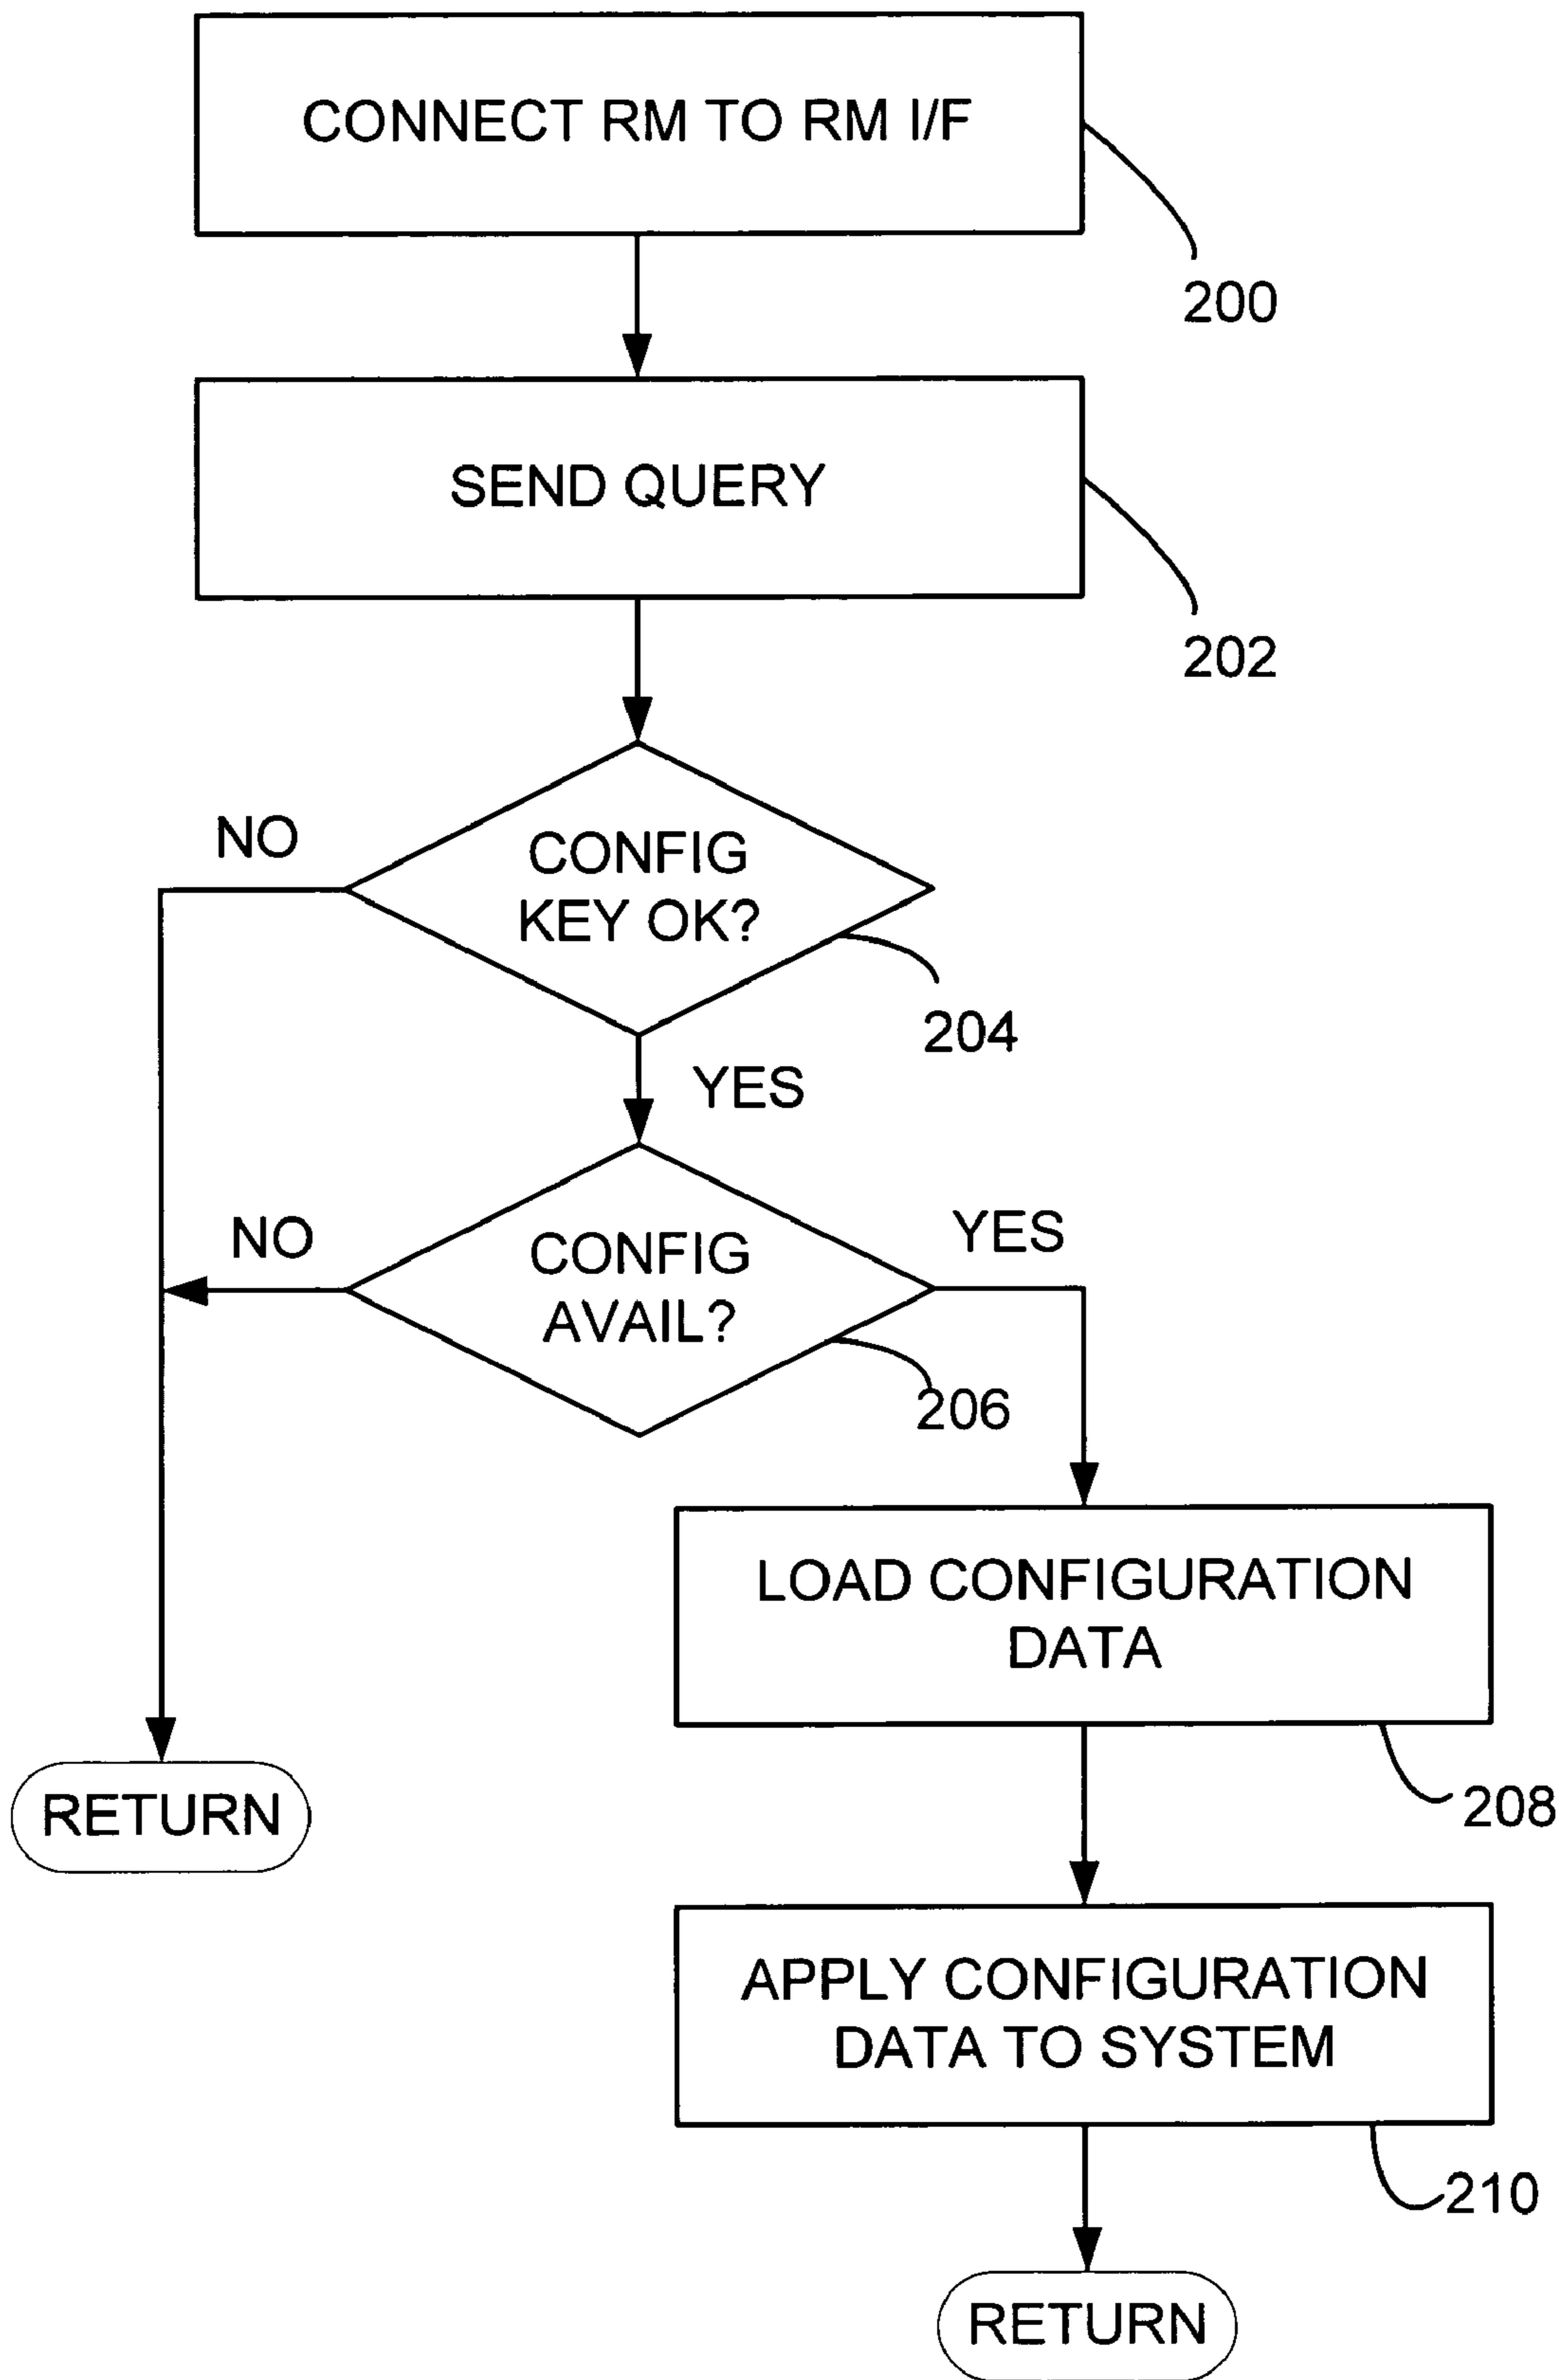 CONNECT RM TO RM I/F
200
SEND QUERY
202
NO
CONFIG
KEY OK?
204
YES
NO
CONFIG
AVAIL?
YES
206
LOAD CONFIGURATION
DATA
208
RETURN
APPLY CONFIGURATION
DATA TO SYSTEM
210
RETURN